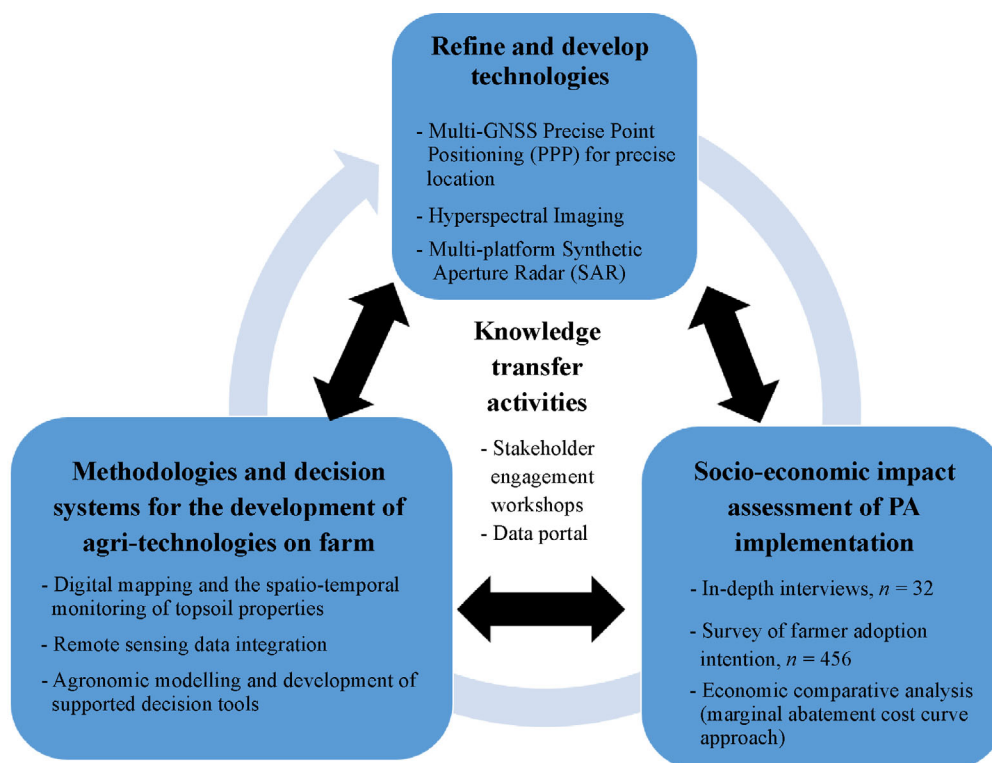 Refine and develop
technologies
- Multi-GNSS Precise Point
Positioning (PPP) for precise
location
- Hyperspectral Imaging
- Multi-platform Synthetic
Aperture Radar (SAR)
Knowledge
transfer
activities
- Stakeholder
engagement
workshops
- Data portal
Methodologies and decision
systems for the development of
agri-technologies on farm
- Digital mapping and the spatio-temporal
monitoring of topsoil properties
- Remote sensing data integration
- Agronomic modelling and development of
supported decision tools
Socio-economic impact
assessment of PA
implementation
- In-depth interviews, n = 32
- Survey of farmer adoption
intention, n = 456
- Economic comparative analysis
(marginal abatement cost curve
approach)